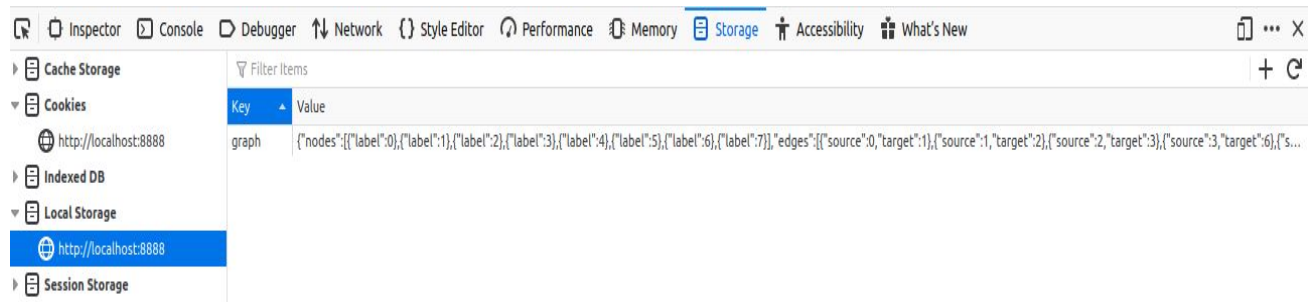 Inspector Console Debugger Network {} Style Editor Performance Memory Storage Accessibility What's New
Cache Storage
Filter Items
Cookies
Key Value
http://localhost:8888
graph {"nodes":[{"label":0},{"label":1},{"label":2},{"label":3},{"label":4},{"label":5},{"label":6},{"label":7}],"edges":[{"source":0,"target":1},{"source":1,"target":2},{"source":2,"target":3},{"source":3,"target":6},{"s...
Indexed DB
Local Storage
http://localhost:8888
Session Storage